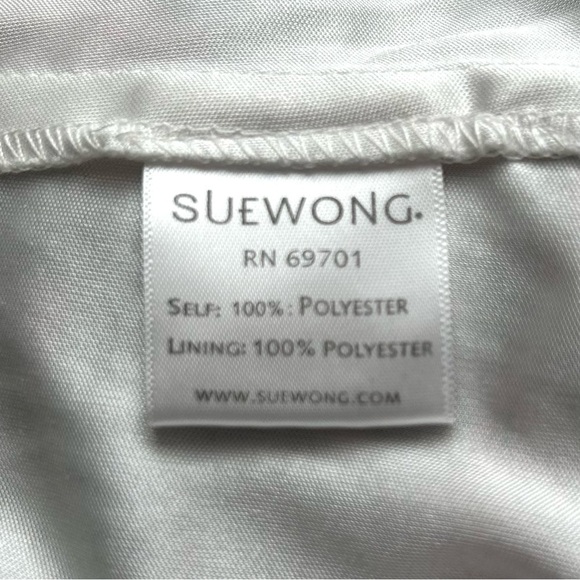 SUEWONG.
RN 69701
SELF: 100%: POLYESTER
LINING: 100% POLYESTER
WWW.SUEWONG.COM